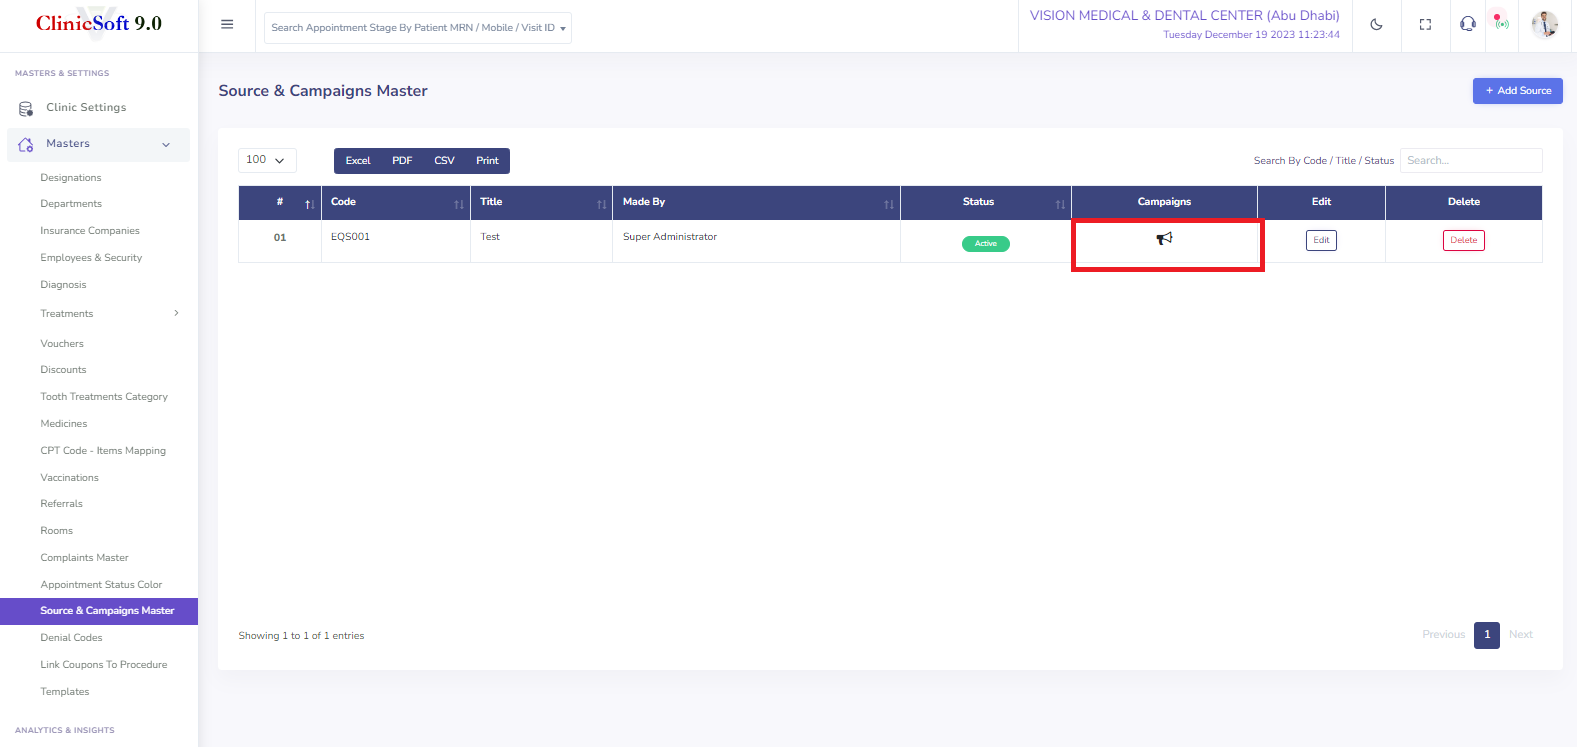 ClinicSoft 9.0
Search Appointment Stage By Patient MRN / Mobile / Visit ID
VISION MEDICAL & DENTAL CENTER (Abu Dhabi)
Tuesday December 19 2023 11:23:44
MASTERS & SETTINGS
Clinic Settings
Masters
Designations
Departments
Insurance Companies
Employees & Security
Diagnosis
Treatments
Vouchers
Discounts
Tooth Treatments Category
Medicines
CPT Code - Items Mapping
Vaccinations
Referrals
Rooms
Complaints Master
Appointment Status Color
Source & Campaigns Master
Denial Codes
Link Coupons To Procedure
Templates
ANALYTICS & INSIGHTS
Source & Campaigns Master
+ Add Source
100
Excel PDF CSV Print
Search By Code / Title / Status Search...
# Code Title Made By Status Campaigns Edit Delete
01 EQS001 Test Super Administrator Active Edit Delete
Showing 1 to 1 of 1 entries
Previous 1 Next